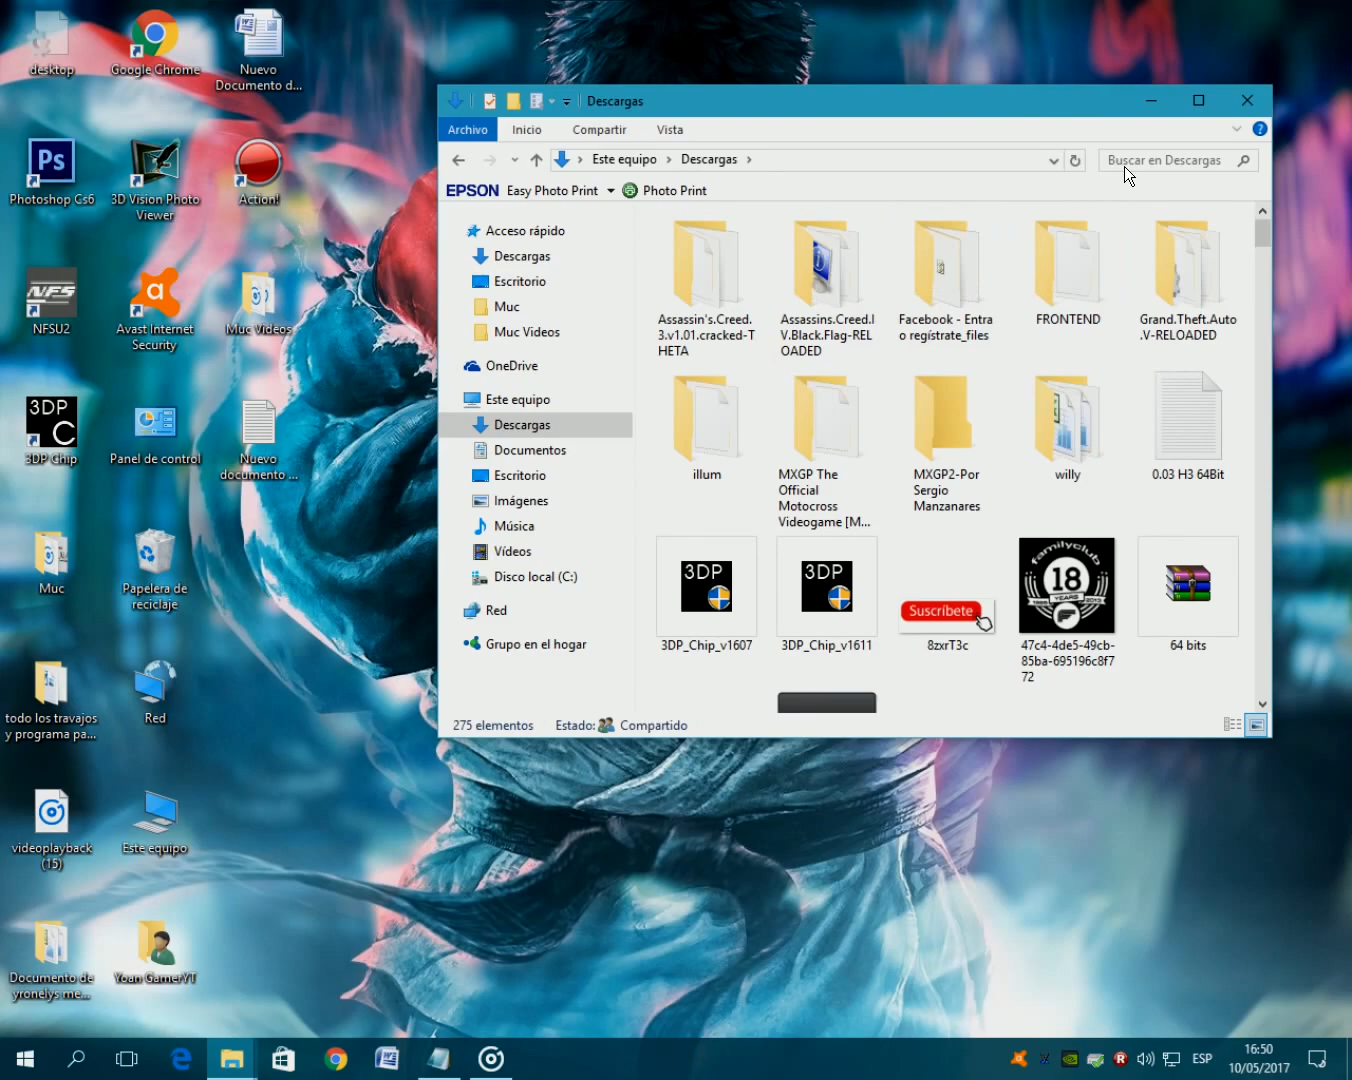 desktop
Google Chrome
Nuevo
Documento d...
Ps
Photoshop Cs6
3D Vision Photo
Viewer
Action!
NFS
NFSU2
Avast Internet
Security
Muc Videos
3DP
C
3DP Chip
Panel de control
Nuevo
documento ...
Muc
Papelera de
reciclaje
todo los travajos
y programa pa...
Red
videoplayback
(15)
Este equipo
Documento de
yronelys me...
Yoan GamerYT
Descargas
Archivo
Inicio
Compartir
Vista
Este equipo
Descargas
Buscar en Descargas
EPSON Easy Photo Print
Photo Print
Acceso rápido
Descargas
Escritorio
Muc
Muc Videos
OneDrive
Este equipo
Descargas
Documentos
Escritorio
Imágenes
Música
Vídeos
Disco local (C:)
Red
Grupo en el hogar
Assassin's.Creed.
3.v1.01.cracked-T
HETA
Assassins.Creed.I
V.Black.Flag-REL
OADED
Facebook - Entra
o regístrate_files
FRONTEND
Grand.Theft.Auto
.V-RELOADED
illum
MXGP The
Official
Motocross
Videogame [M...
MXGP2-Por
Sergio
Manzanares
willy
0.03 H3 64Bit
3DP
3DP_Chip_v1607
3DP
3DP_Chip_v1611
Suscríbete
8zxrT3c
familyclub
18
YEARS
47c4-4de5-49cb-
85ba-695196c8f7
72
64 bits
275 elementos
Estado:
Compartido
ESP
16:50
10/05/2017